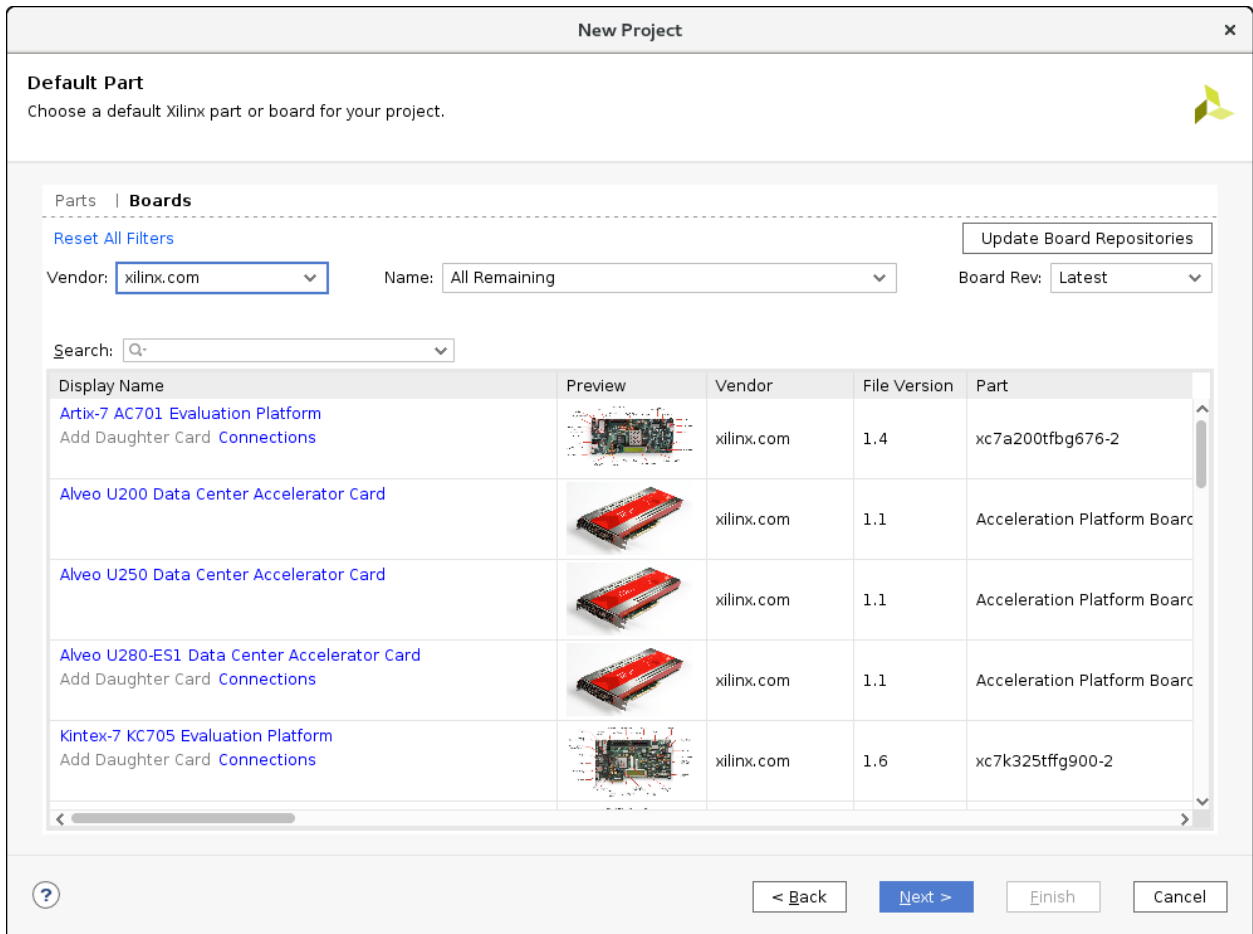 New Project
Default Part
Choose a default Xilinx part or board for your project.
Parts | Boards
Reset All Filters
Update Board Repositories
Vendor: xilinx.com Name: All Remaining Board Rev: Latest
Search:
Display Name Preview Vendor File Version Part
Artix-7 AC701 Evaluation Platform
Add Daughter Card Connections
xilinx.com 1.4 xc7a200tfbg676-2
Alveo U200 Data Center Accelerator Card
xilinx.com 1.1 Acceleration Platform Board
Alveo U250 Data Center Accelerator Card
xilinx.com 1.1 Acceleration Platform Board
Alveo U280-ES1 Data Center Accelerator Card
Add Daughter Card Connections
xilinx.com 1.1 Acceleration Platform Board
Kintex-7 KC705 Evaluation Platform
Add Daughter Card Connections
xilinx.com 1.6 xc7k325tffg900-2
? < Back Next > Finish Cancel